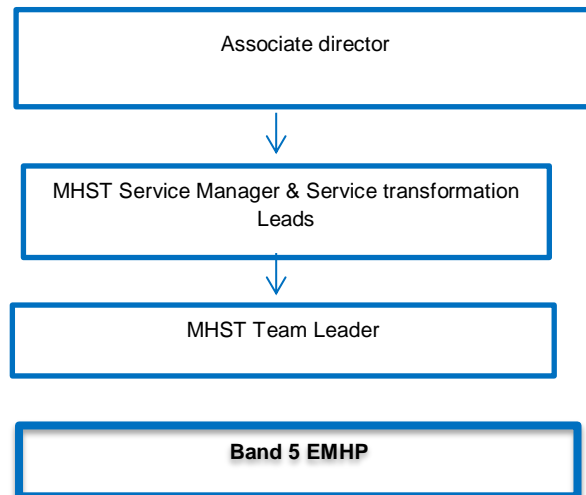 Associate director
MHST Service Manager & Service transformation
Leads
MHST Team Leader
Band 5 EMHP